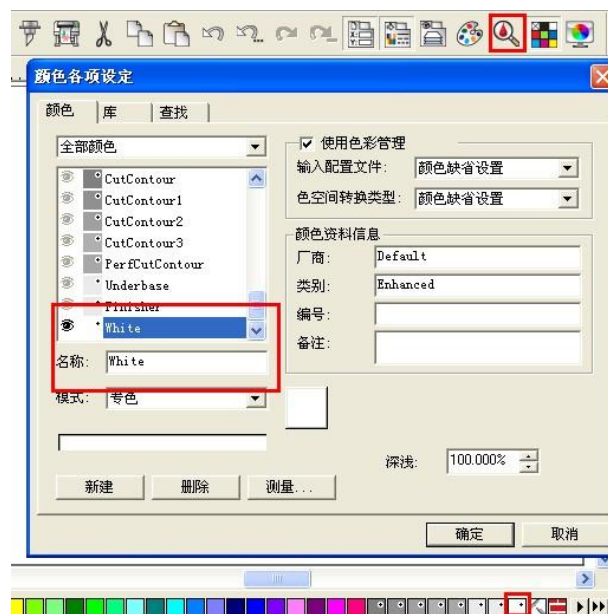 颜色各项设定
颜色 库 查找
全部颜色
CutContour
CutContour1
CutContour2
CutContour3
PerfCutContour
Underbase
Finisher
White
名称: White
模式: 专色
新建 删除 测量...
使用色彩管理
输入配置文件: 颜色缺省设置
色空间转换类型: 颜色缺省设置
颜色资料信息
厂商: Default
类别: Enhanced
编号:
备注:
深浅: 100.000%
确定 取消